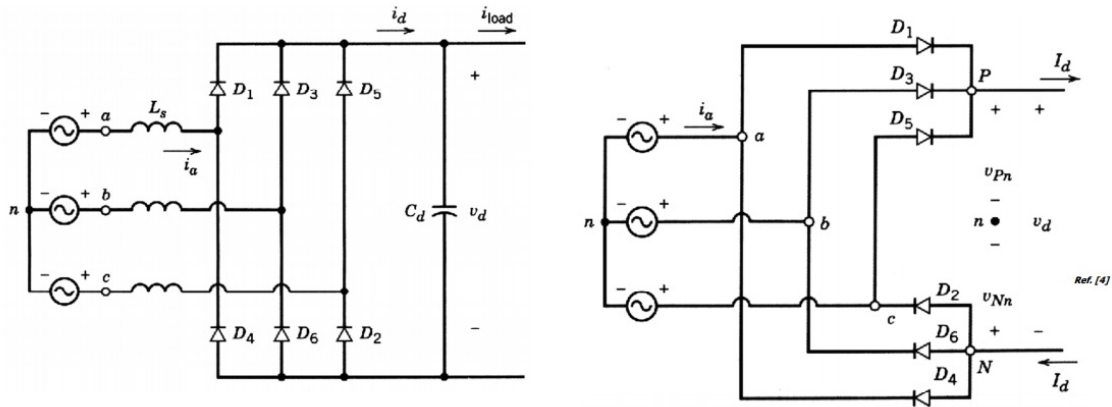 i_d
i_load
+
D_1
D_3
D_5
L_s
− + a
i_a
− + b
n
C_d
v_d
− + c
D_4
D_6
D_2
−
D_1
P
I_d
D_3
i_a
+ +
D_5
− +
a
v_Pn
− +
−
n
b
n
v_d
−
− +
Ref. [4]
D_2
v_Nn
c
+ −
D_6
N
D_4
I_d